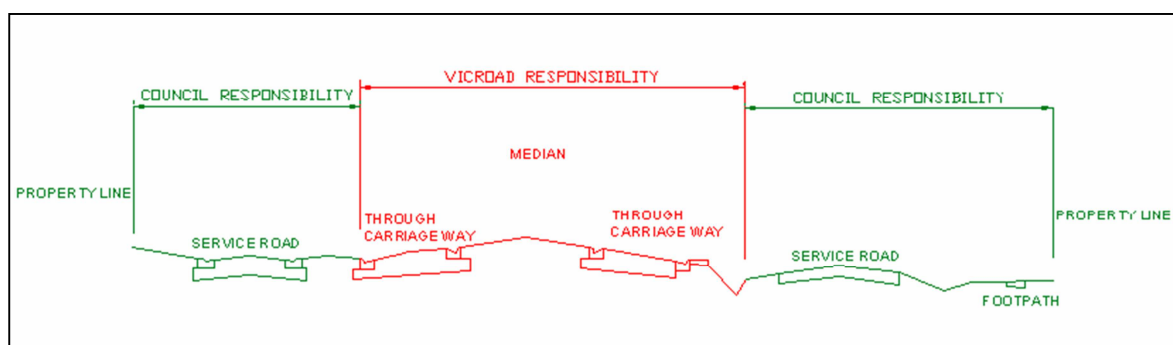 VICROAD RESPONSIBILITY
COUNCIL RESPONSIBILITY
COUNCIL RESPONSIBILITY
MEDIAN
PROPERTY LINE
PROPERTY LINE
THROUGH
CARRIAGE WAY
THROUGH
CARRIAGE WAY
SERVICE ROAD
SERVICE ROAD
FOOTPATH